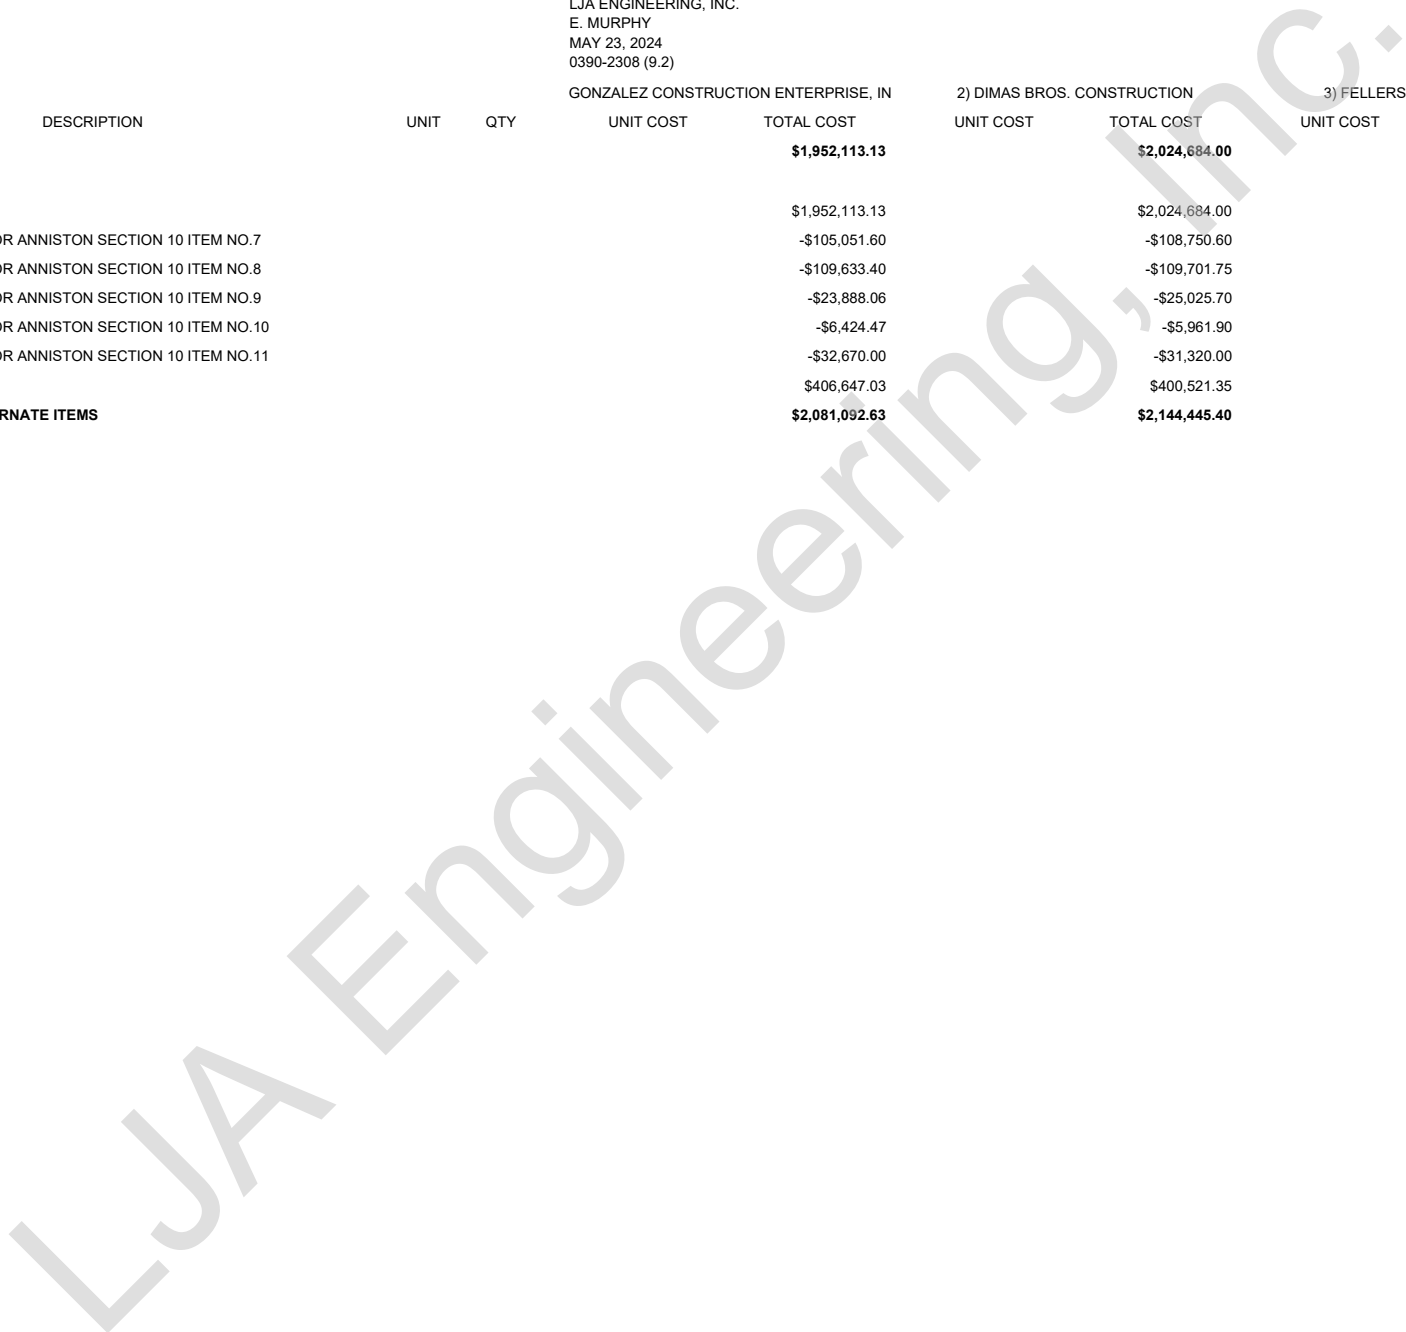 LJA ENGINEERING, INC.
E. MURPHY
MAY 23, 2024
0390-2308 (9.2)
GONZALEZ CONSTRUCTION ENTERPRISE, IN 2) DIMAS BROS. CONSTRUCTION 3) FELLERS
DESCRIPTION UNIT QTY UNIT COST TOTAL COST UNIT COST TOTAL COST UNIT COST
$1,952,113.13 $2,024,684.00
$1,952,113.13 $2,024,684.00
OR ANNISTON SECTION 10 ITEM NO.7 -$105,051.60 -$108,750.60
OR ANNISTON SECTION 10 ITEM NO.8 -$109,633.40 -$109,701.75
OR ANNISTON SECTION 10 ITEM NO.9 -$23,888.06 -$25,025.70
OR ANNISTON SECTION 10 ITEM NO.10 -$6,424.47 -$5,961.90
OR ANNISTON SECTION 10 ITEM NO.11 -$32,670.00 -$31,320.00
$406,647.03 $400,521.35
RNATE ITEMS $2,081,092.63 $2,144,445.40
LJA Engineering, Inc.